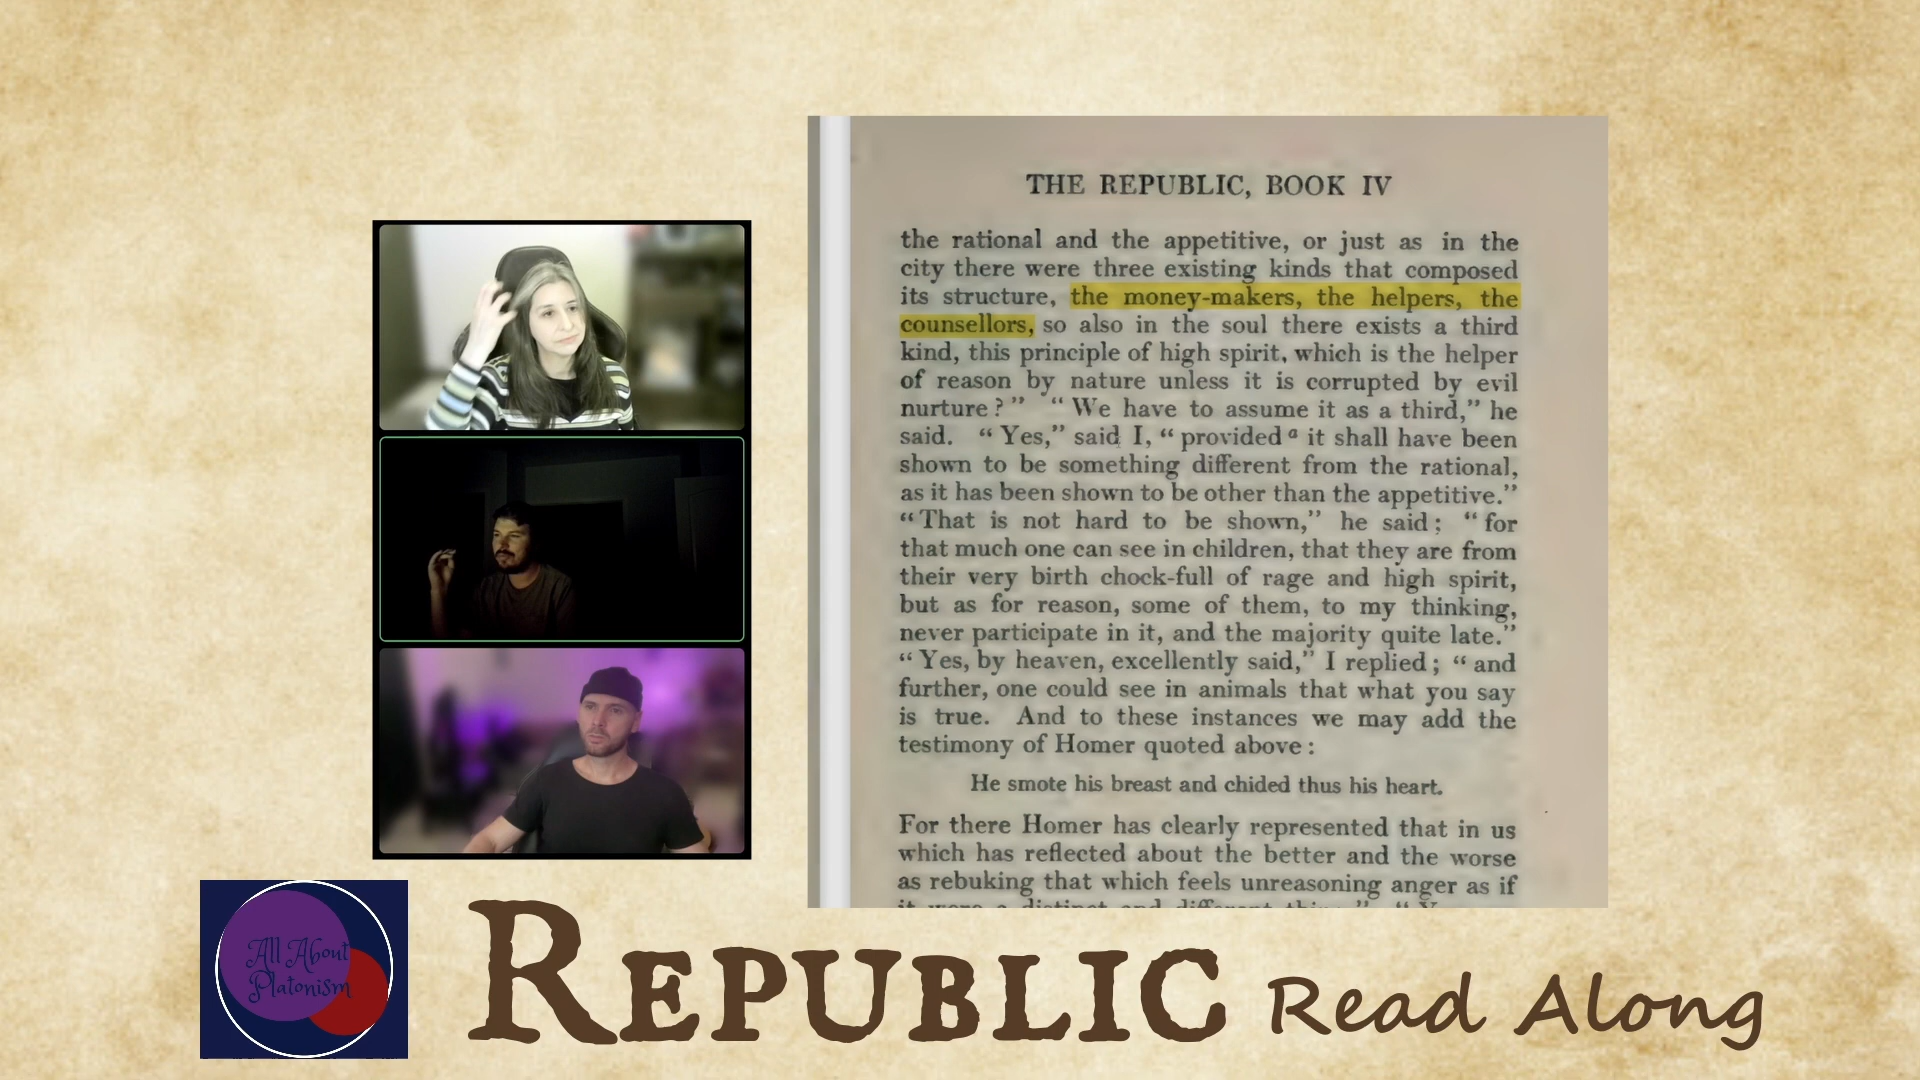 THE REPUBLIC, BOOK IV
the rational and the appetitive, or just as in the
city there were three existing kinds that composed
its structure, the money-makers, the helpers, the
counsellors, so also in the soul there exists a third
kind, this principle of high spirit, which is the helper
of reason by nature unless it is corrupted by evil
nurture?” “We have to assume it as a third,” he
said. “Yes,” said I, “provided ᵃ it shall have been
shown to be something different from the rational,
as it has been shown to be other than the appetitive.”
“That is not hard to be shown,” he said; “for
that much one can see in children, that they are from
their very birth chock-full of rage and high spirit,
but as for reason, some of them, to my thinking,
never participate in it, and the majority quite late.”
“Yes, by heaven, excellently said,” I replied; “and
further, one could see in animals that what you say
is true. And to these instances we may add the
testimony of Homer quoted above:
He smote his breast and chided thus his heart.
For there Homer has clearly represented that in us
which has reflected about the better and the worse
as rebuking that which feels unreasoning anger as if
All About
Platonism
REPUBLIC Read Along